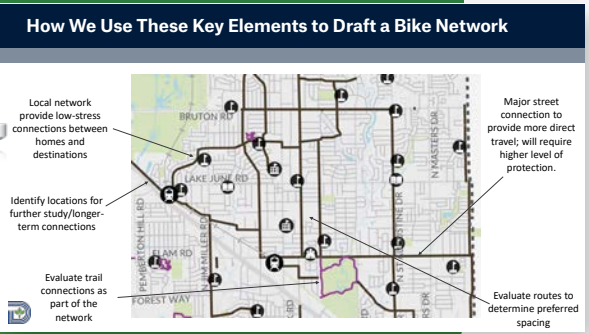 How We Use These Key Elements to Draft a Bike Network
Local network
provide low-stress
connections between
homes and
destinations
Identify locations for
further study/longer-
term connections
Evaluate trail
connections as
part of the
network
BRUTON RD
LAKE JUNE RD
PEMBERTON HILL RD
ELAM RD
N JIM MILLER RD
FOREST WAY
N MASTERS DR
Major street
connection to
provide more direct
travel; will require
higher level of
protection.
Evaluate routes to
determine preferred
spacing